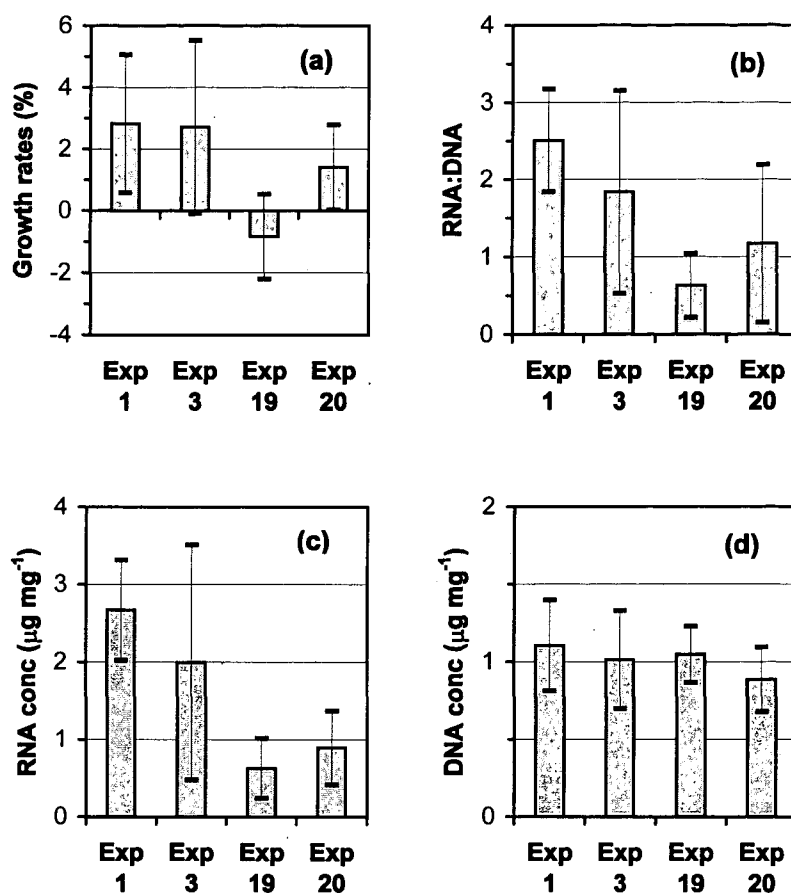 (a)
Growth rates (%)
6
4
2
0
-2
-4
Exp 1
Exp 3
Exp 19
Exp 20
(b)
RNA:DNA
4
3
2
1
0
Exp 1
Exp 3
Exp 19
Exp 20
(c)
RNA conc (µg mg⁻¹)
4
3
2
1
0
Exp 1
Exp 3
Exp 19
Exp 20
(d)
DNA conc (µg mg⁻¹)
2
1
0
Exp 1
Exp 3
Exp 19
Exp 20